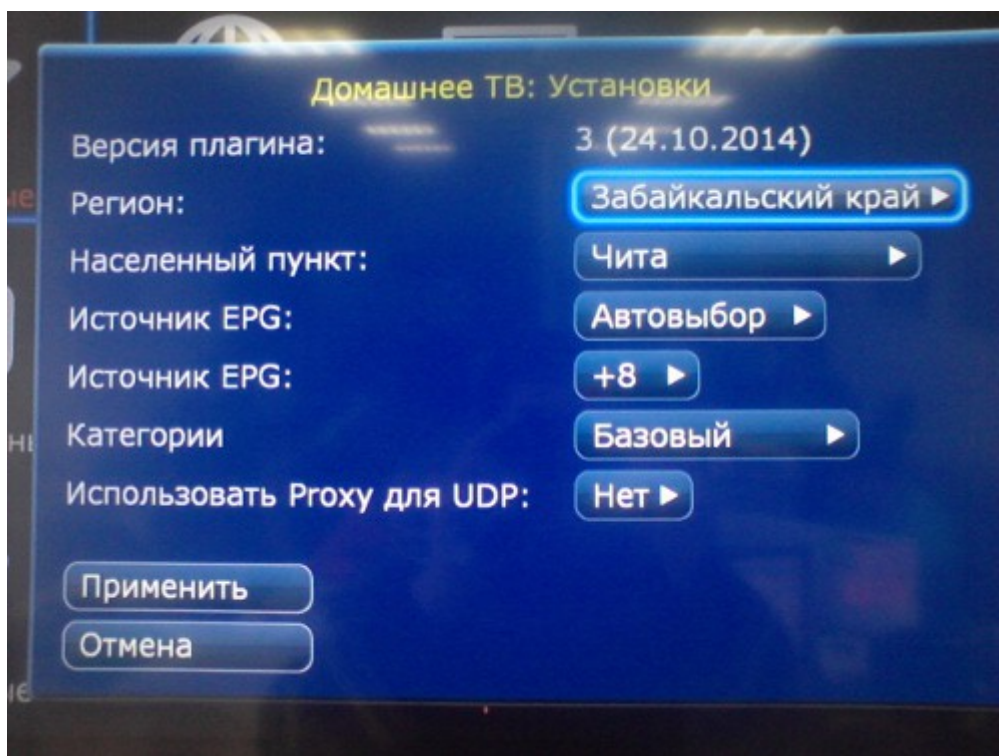 Домашнее ТВ: Установки
Версия плагина: 3 (24.10.2014)
Регион: Забайкальский край
Населенный пункт: Чита
Источник EPG: Автовыбор
Источник EPG: +8
Категории Базовый
Использовать Proxy для UDP: Нет
Применить
Отмена